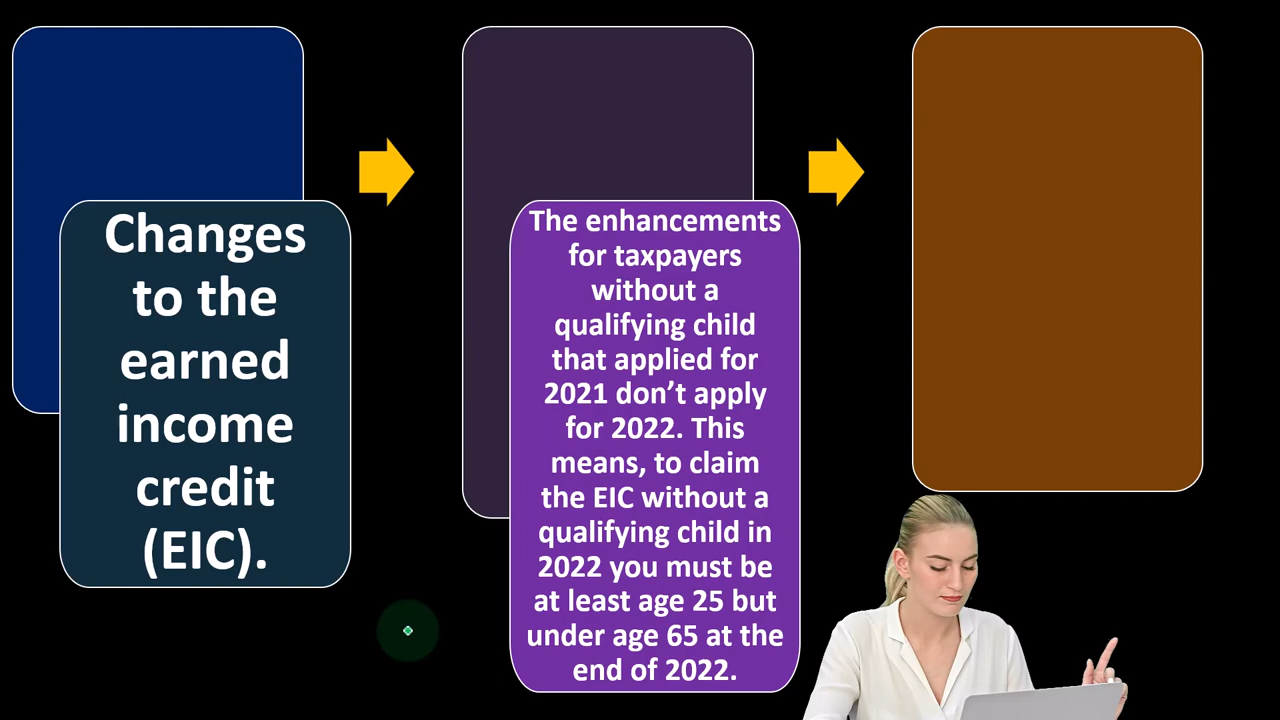 Changes
to the
earned
income
credit
(EIC).
The enhancements
for taxpayers
without a
qualifying child
that applied for
2021 don’t apply
for 2022. This
means, to claim
the EIC without a
qualifying child in
2022 you must be
at least age 25 but
under age 65 at the
end of 2022.